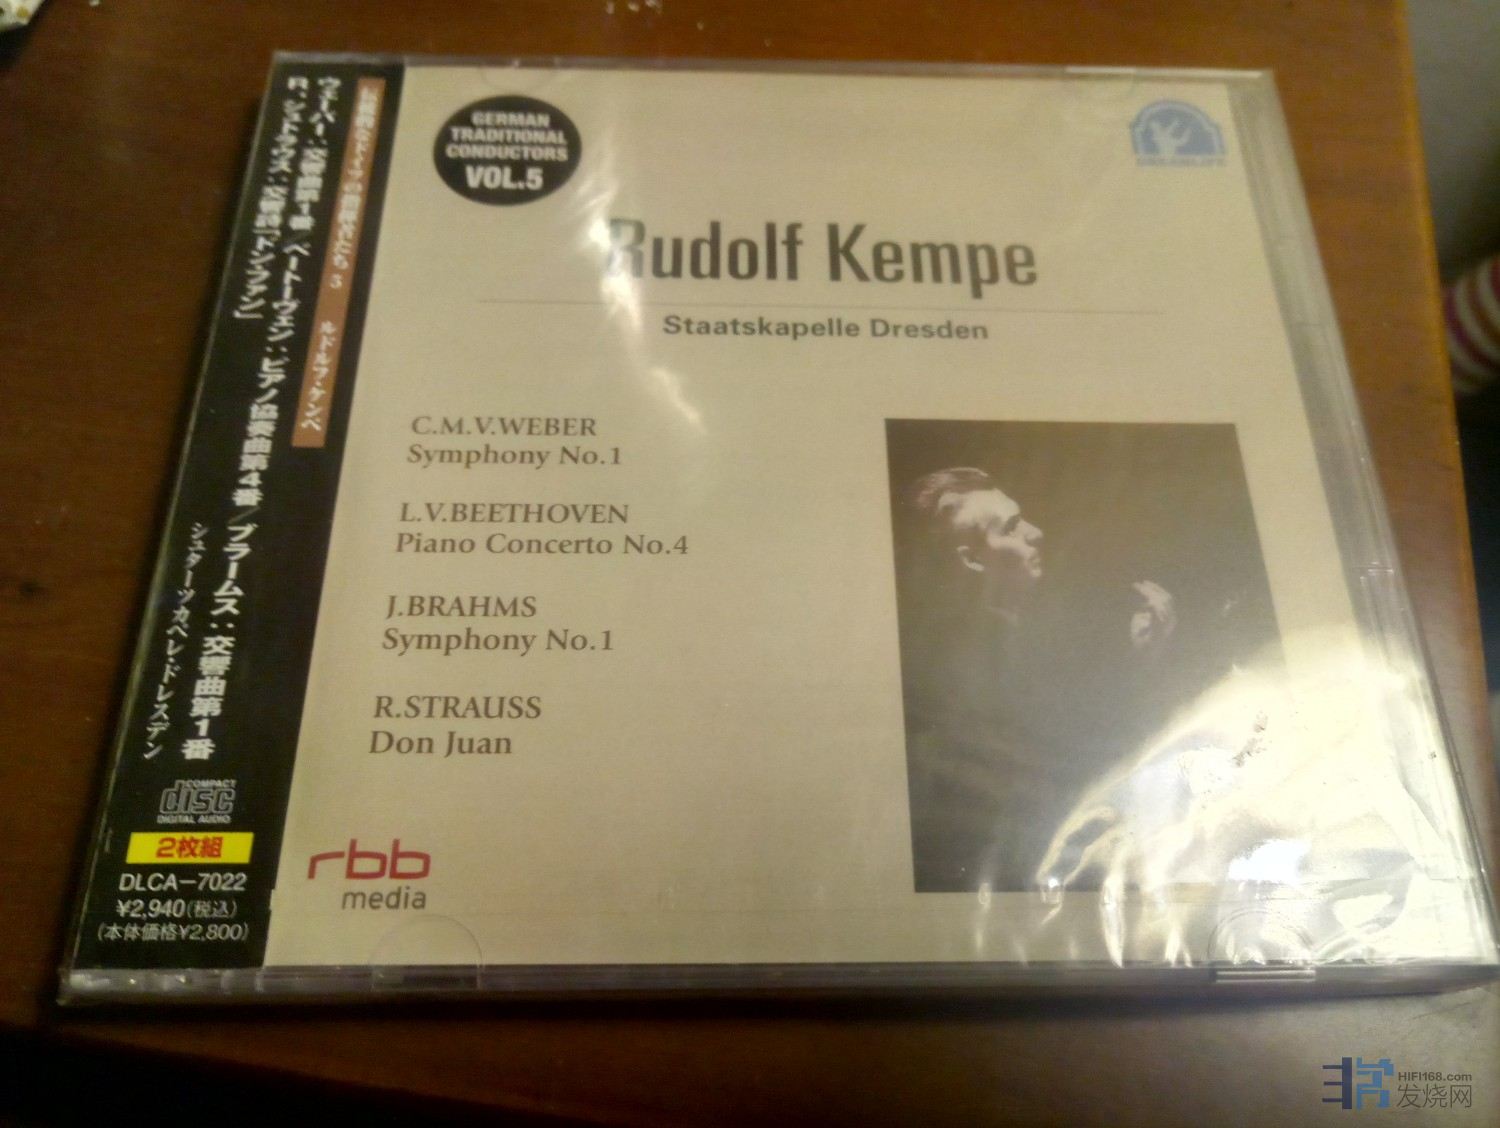 GERMAN
TRADITIONAL
CONDUCTORS
VOL.5
Rudolf Kempe
Staatskapelle Dresden
C.M.V.WEBER
Symphony No.1
L.V.BEETHOVEN
Piano Concerto No.4
J.BRAHMS
Symphony No.1
R.STRAUSS
Don Juan
rbb
media
ルドルフ・ケンペ
ウェーバー:交響曲第1番/ベートーヴェン:ピアノ協奏曲第4番/ブラームス:交響曲第1番
R.シュトラウス:交響詩「ドン・ファン」
シュターツカペレ・ドレスデン
COMPACT
disc
DIGITAL AUDIO
2枚組
DLCA-7022
¥2,940(税込)
(本体価格¥2,800)
HIFI168.com
发烧网